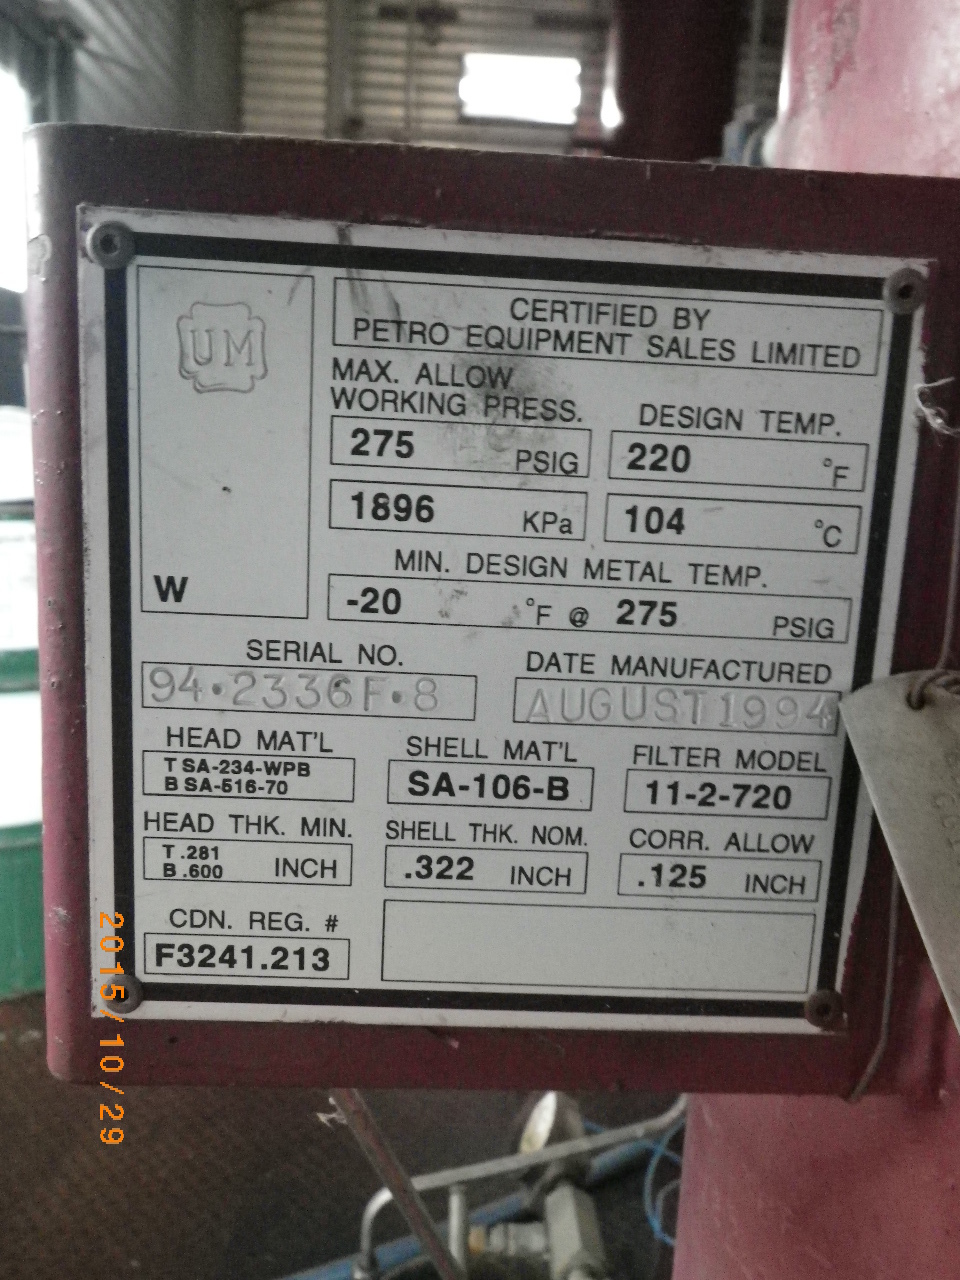 UM
W
CERTIFIED BY
PETRO EQUIPMENT SALES LIMITED
MAX. ALLOW
WORKING PRESS.
275 PSIG
1896 KPa
DESIGN TEMP.
220 °F
104 °C
MIN. DESIGN METAL TEMP.
-20 °F @ 275 PSIG
SERIAL NO.
94·2336F·8
DATE MANUFACTURED
AUGUST 1994
HEAD MAT'L
T SA-234-WPB
B SA-516-70
SHELL MAT'L
SA-106-B
FILTER MODEL
11-2-720
HEAD THK. MIN.
T .281
B .600 INCH
SHELL THK. NOM.
.322 INCH
CORR. ALLOW
.125 INCH
CDN. REG. #
F3241.213
2015/10/29